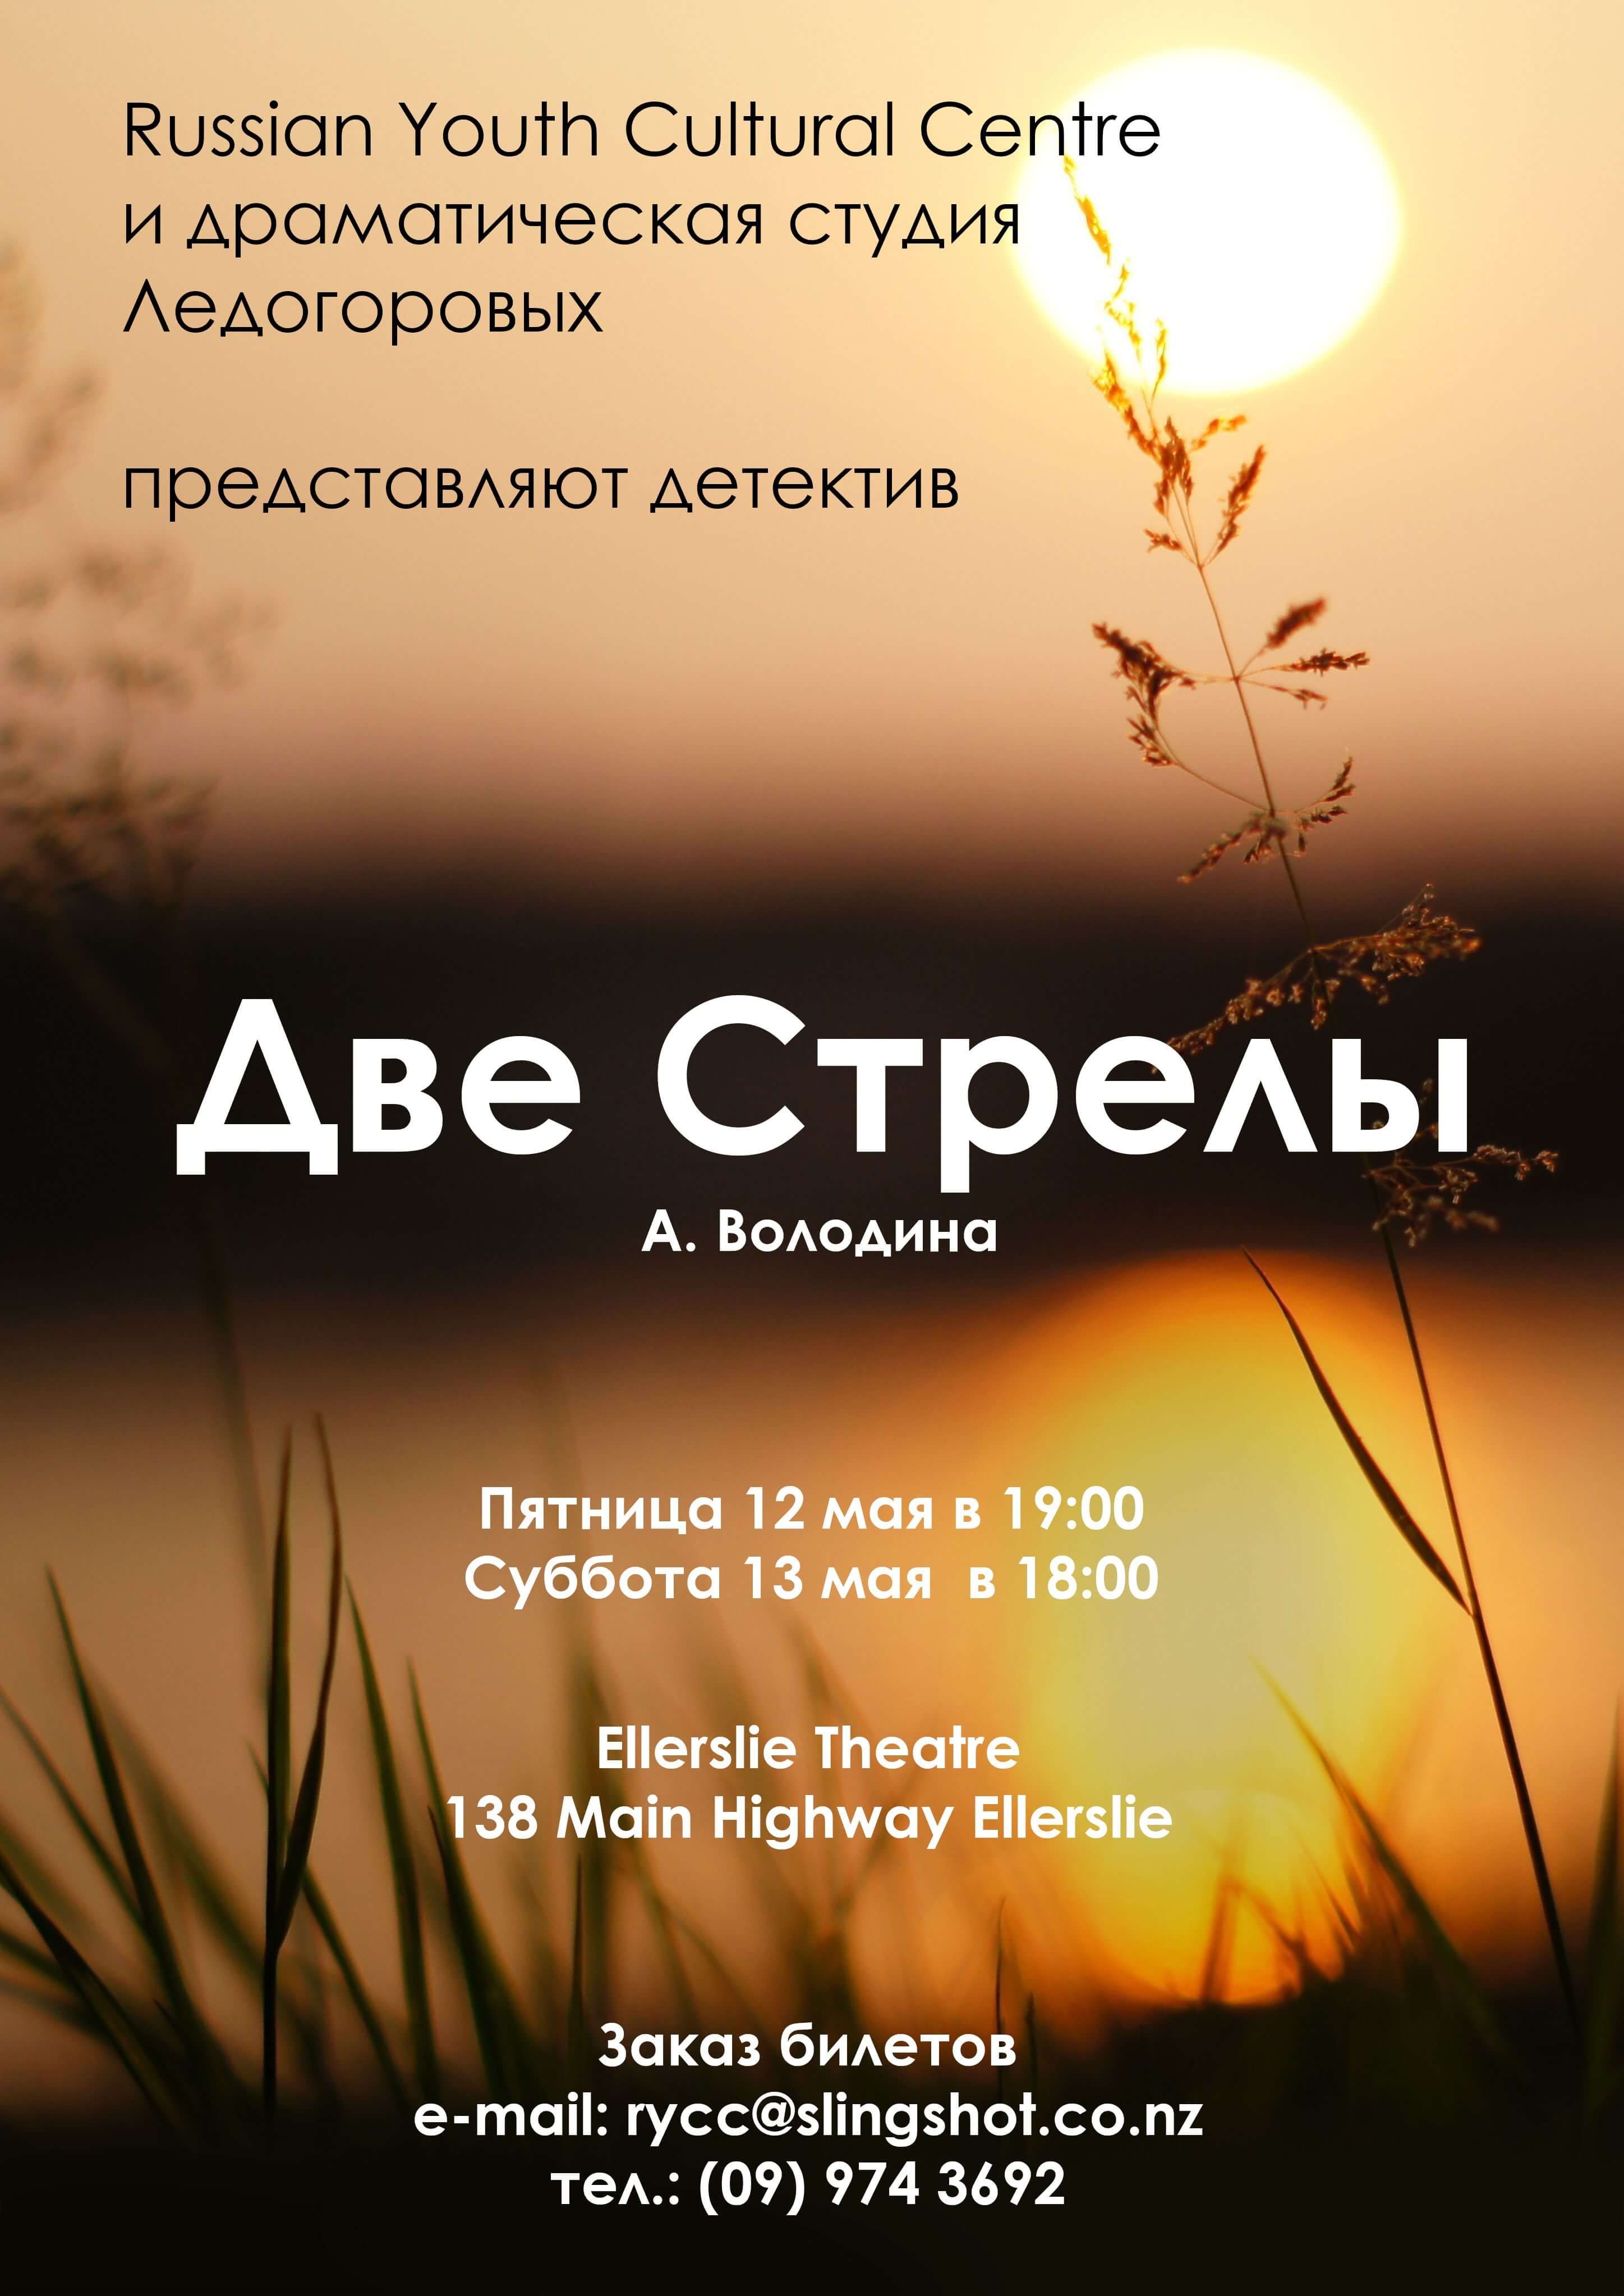 Russian Youth Cultural Centre
и драматическая студия
Ледогоровых
представляют детектив
Две Стрелы
А. Володина
Пятница 12 мая в 19:00
Суббота 13 мая в 18:00
Ellerslie Theatre
138 Main Highway Ellerslie
Заказ билетов
e-mail: rycc@slingshot.co.nz
тел.: (09) 974 3692